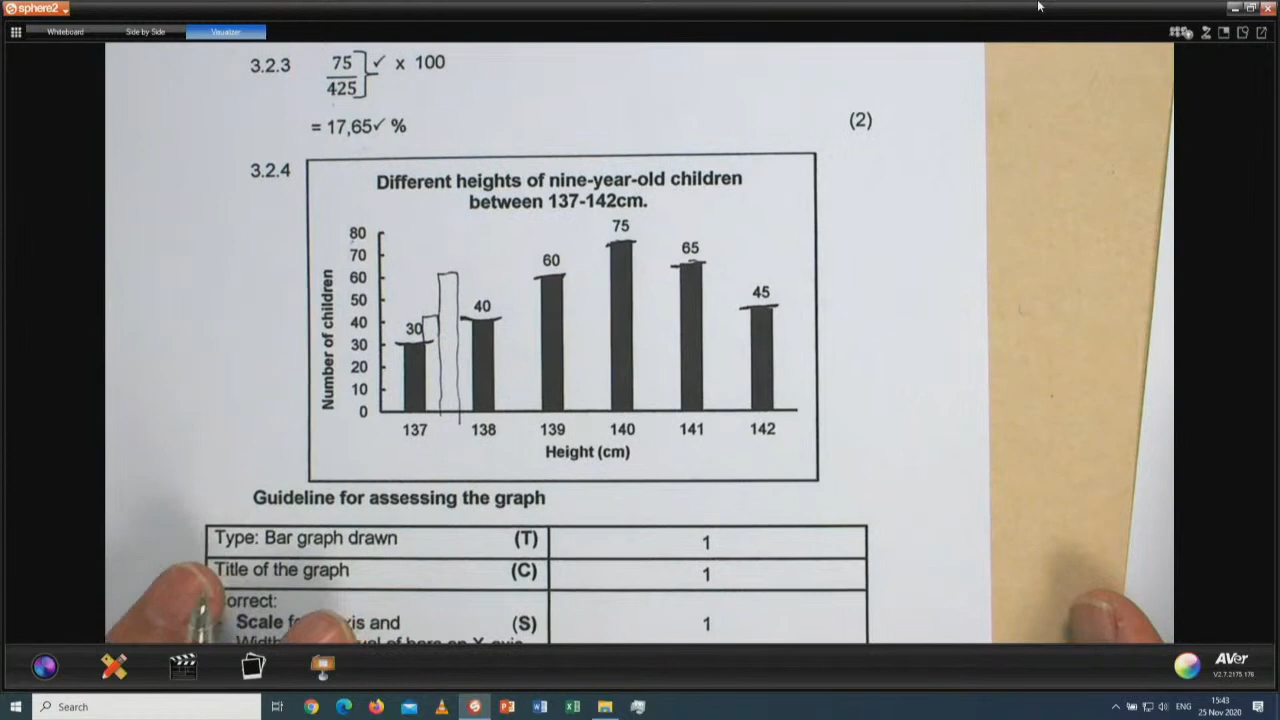 sphere2
Whiteboard
Side by Side
Visualizer
3.2.3 75 ✓ x 100
425
= 17,65✓ %
(2)
3.2.4
Different heights of nine-year-old children
between 137-142cm.
Number of children
80
70
60
50
40
30
20
10
0
30
40
60
75
65
45
137 138 139 140 141 142
Height (cm)
Guideline for assessing the graph
Type: Bar graph drawn (T) 1
Title of the graph (C) 1
orrect:
Scale xis and (S) 1
AVer
V2.7.2175.176
Search
ENG
15:43
25 Nov 2020